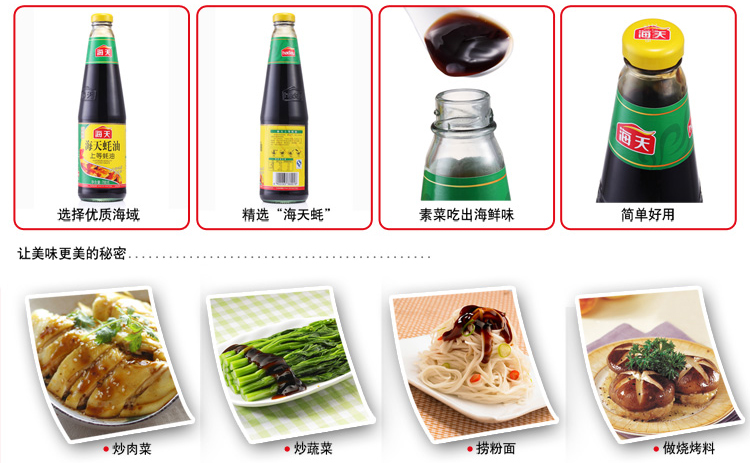 海天
海天蚝油
上等蚝油
海天
海天
选择优质海域
精选“海天蚝”
素菜吃出海鲜味
简单好用
让美味更美的秘密
炒肉菜
炒蔬菜
捞粉面
做烧烤料